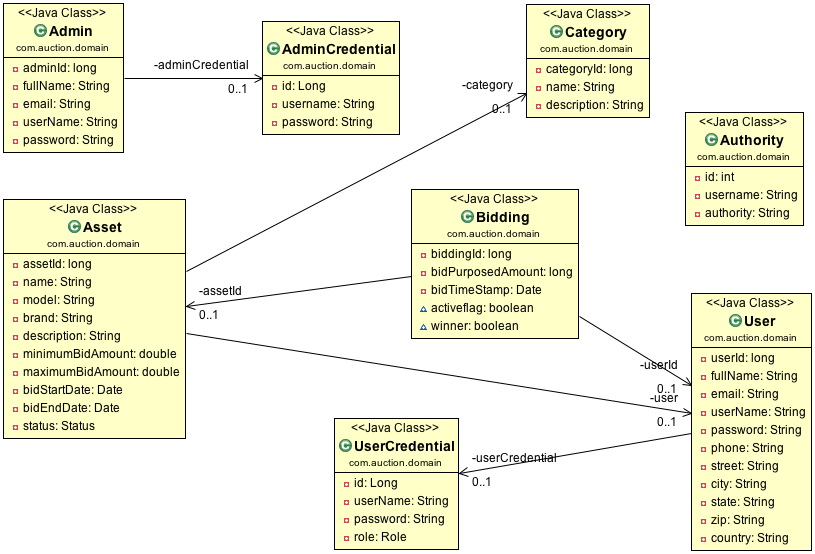 <<Java Class>>
Admin
com.auction.domain
adminId: long
fullName: String
email: String
userName: String
password: String
-adminCredential
0..1
<<Java Class>>
AdminCredential
com.auction.domain
id: Long
username: String
password: String
<<Java Class>>
Category
com.auction.domain
categoryId: long
name: String
description: String
-category
0..1
<<Java Class>>
Authority
com.auction.domain
id: int
username: String
authority: String
<<Java Class>>
Asset
com.auction.domain
assetId: long
name: String
model: String
brand: String
description: String
minimumBidAmount: double
maximumBidAmount: double
bidStartDate: Date
bidEndDate: Date
status: Status
-assetId
0..1
<<Java Class>>
Bidding
com.auction.domain
biddingId: long
bidPurposedAmount: long
bidTimeStamp: Date
activeflag: boolean
winner: boolean
-userId
0..1
-user
0..1
<<Java Class>>
User
com.auction.domain
userId: long
fullName: String
email: String
userName: String
password: String
phone: String
street: String
city: String
state: String
zip: String
country: String
<<Java Class>>
UserCredential
com.auction.domain
id: Long
userName: String
password: String
role: Role
-userCredential
0..1